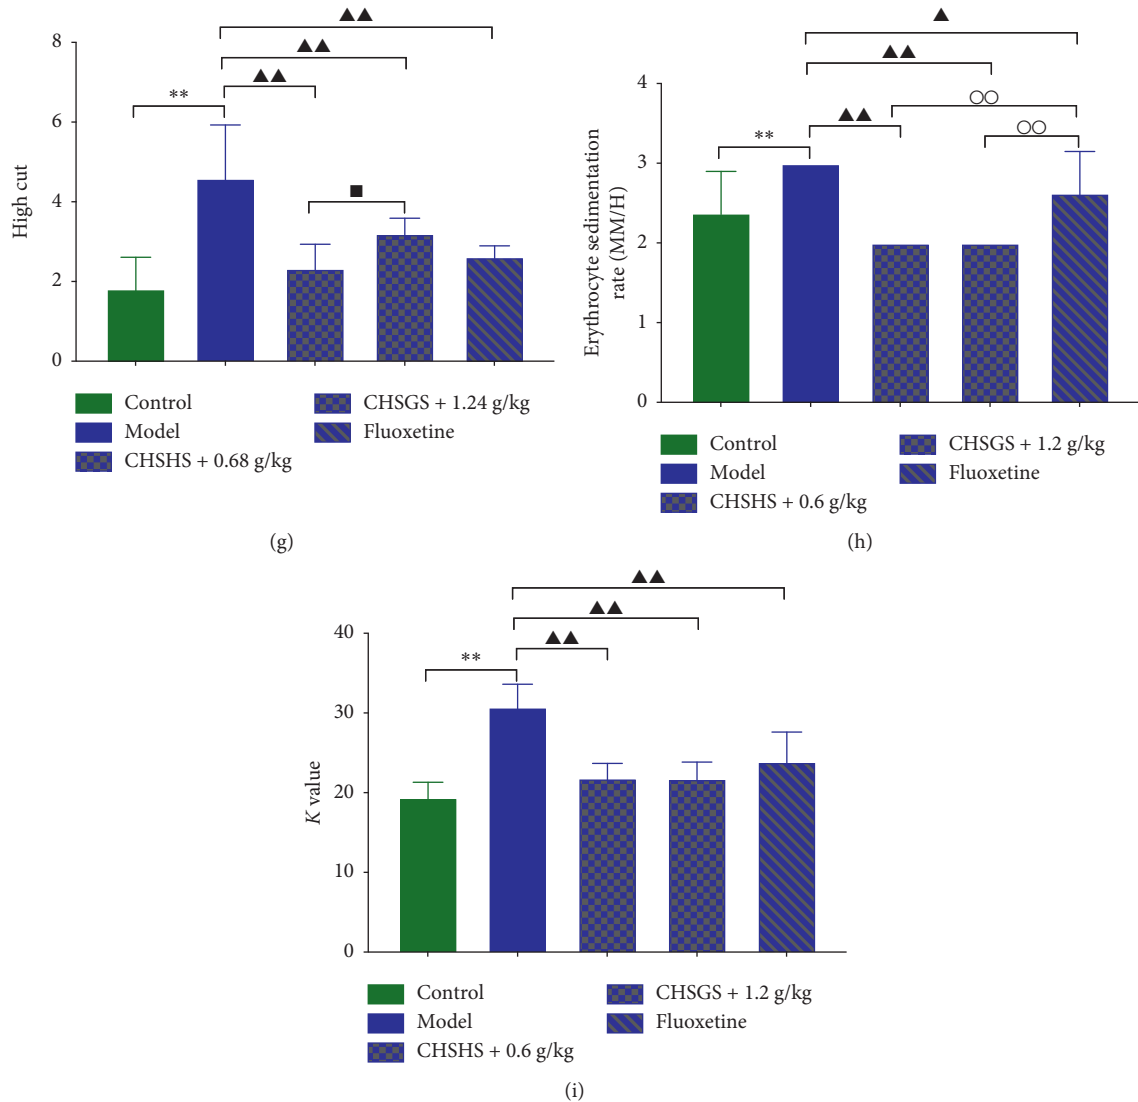 ▲▲
▲▲
▲▲
**
■
8
6
4
2
0
High cut
Control
Model
CHSHS + 0.68 g/kg
CHSGS + 1.24 g/kg
Fluoxetine
(g)
▲
▲▲
○○
▲▲
○○
**
4
3
2
1
0
Erythrocyte sedimentation
rate (MM/H)
Control
Model
CHSHS + 0.6 g/kg
CHSGS + 1.2 g/kg
Fluoxetine
(h)
▲▲
▲▲
▲▲
**
40
30
20
10
0
K value
Control
Model
CHSHS + 0.6 g/kg
CHSGS + 1.2 g/kg
Fluoxetine
(i)